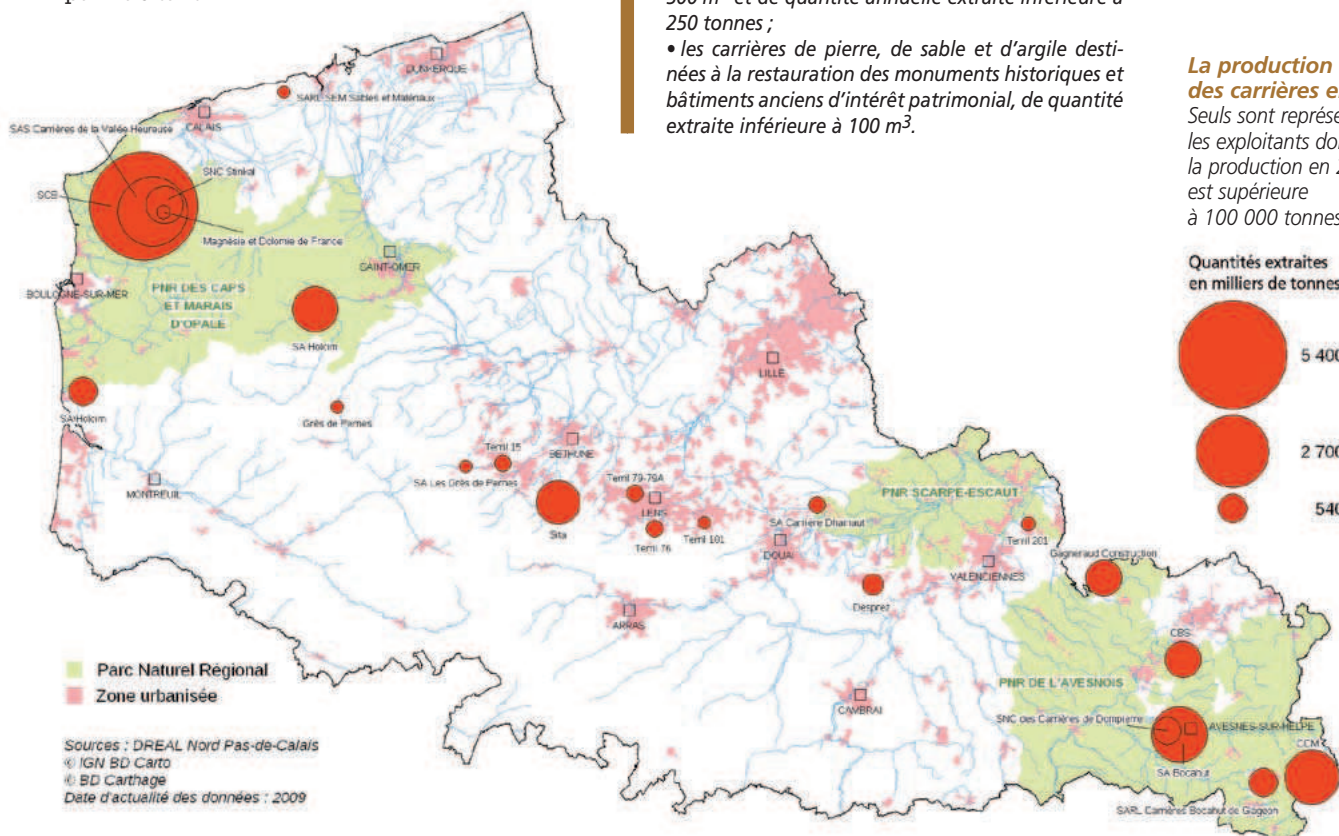 250 tonnes ;
• les carrières de pierre, de sable et d'argile desti-
nées à la restauration des monuments historiques et
bâtiments anciens d'intérêt patrimonial, de quantité
extraite inférieure à 100 m³.
La production
des carrières e
Seuls sont représe
les exploitants do
la production en 2
est supérieure
à 100 000 tonnes
Quantités extraites
en milliers de tonnes
5 400
2 700
540
DUNKERQUE
SARL SEM Sables et Matériaux
CALAIS
SAS Carrières de la Vallée Heureuse
SNC Stinkal
SCB
Magnésie et Dolomie de France
SAINT-OMER
BOULOGNE-SUR-MER
PNR DES CAPS
ET MARAIS
D'OPALE
SA Holcim
LILLE
SA Holcim
Grès de Pernes
BETHUNE
Terril 15
SA Les Grès de Pernes
MONTREUIL
Terril 79-79A
LENS
PNR SCARPE-ESCAUT
Sita
Terril 76
Terril 101
SA Carrière Dharnaut
DOUAI
Terril 201
VALENCIENNES
Gagneraud Construction
Desprez
ARRAS
CBS
PNR DE L'AVESNOIS
CAMBRAI
SNC des Carrières de Dompierre
AVESNES-SUR-HELPE
CCM
SA Bocahut
SARL Carrières Bocahut de Glageon
Parc Naturel Régional
Zone urbanisée
Sources : DREAL Nord Pas-de-Calais
© IGN BD Carto
© BD Carthage
Date d'actualité des données : 2009